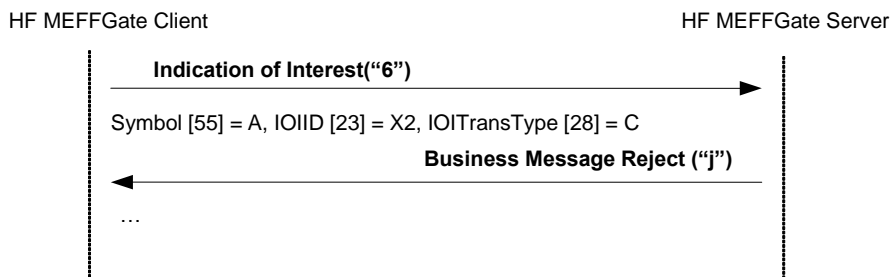 HF MEFFGate Client
HF MEFFGate Server
Indication of Interest(“6”)
Symbol [55] = A, IOIID [23] = X2, IOITransType [28] = C
Business Message Reject (“j”)
…